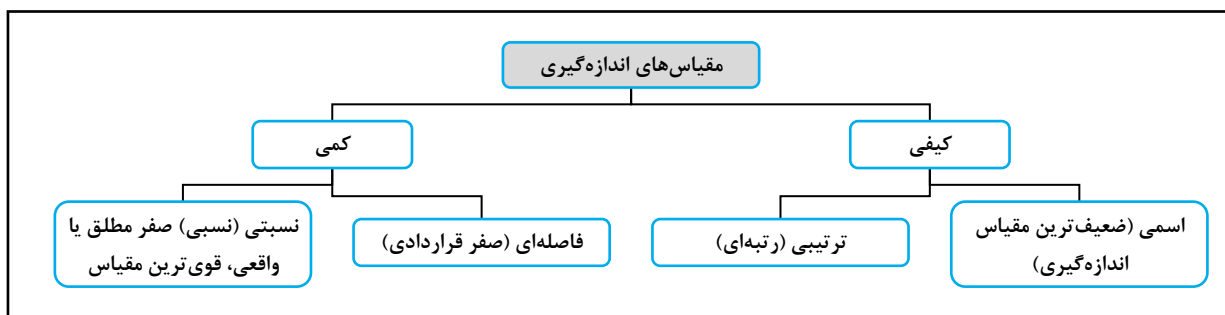 مقیاس‌های اندازه‌گیری
کیفی
کمی
اسمی (ضعیف‌ترین مقیاس
اندازه‌گیری)
ترتیبی (رتبه‌ای)
فاصله‌ای (صفر قراردادی)
نسبتی (نسبی) صفر مطلق یا
واقعی، قوی‌ترین مقیاس